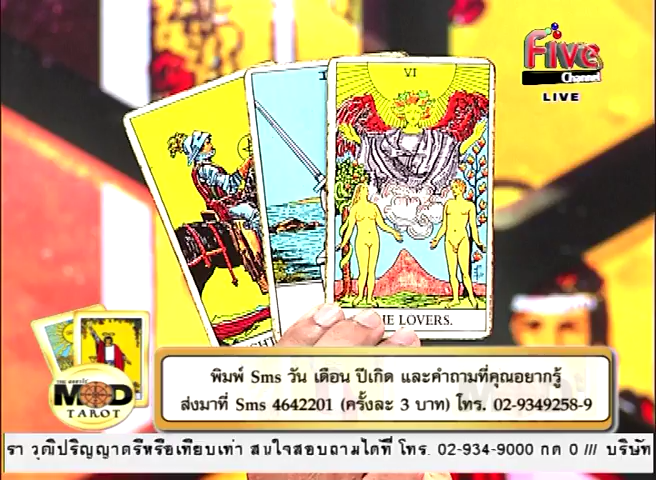 Five
Channel
LIVE
VI
THE LOVERS.
MOD
TAROT
พิมพ์ Sms วัน เดือน ปีเกิด และคำถามที่คุณอยากรู้
ส่งมาที่ Sms 4642201 (ครั้งละ 3 บาท) โทร. 02-9349258-9
รา วุฒิปริญญาตรีหรือเทียบเท่า สนใจสอบถามได้ที่ โทร. 02-934-9000 กด 0 /// บริษัท